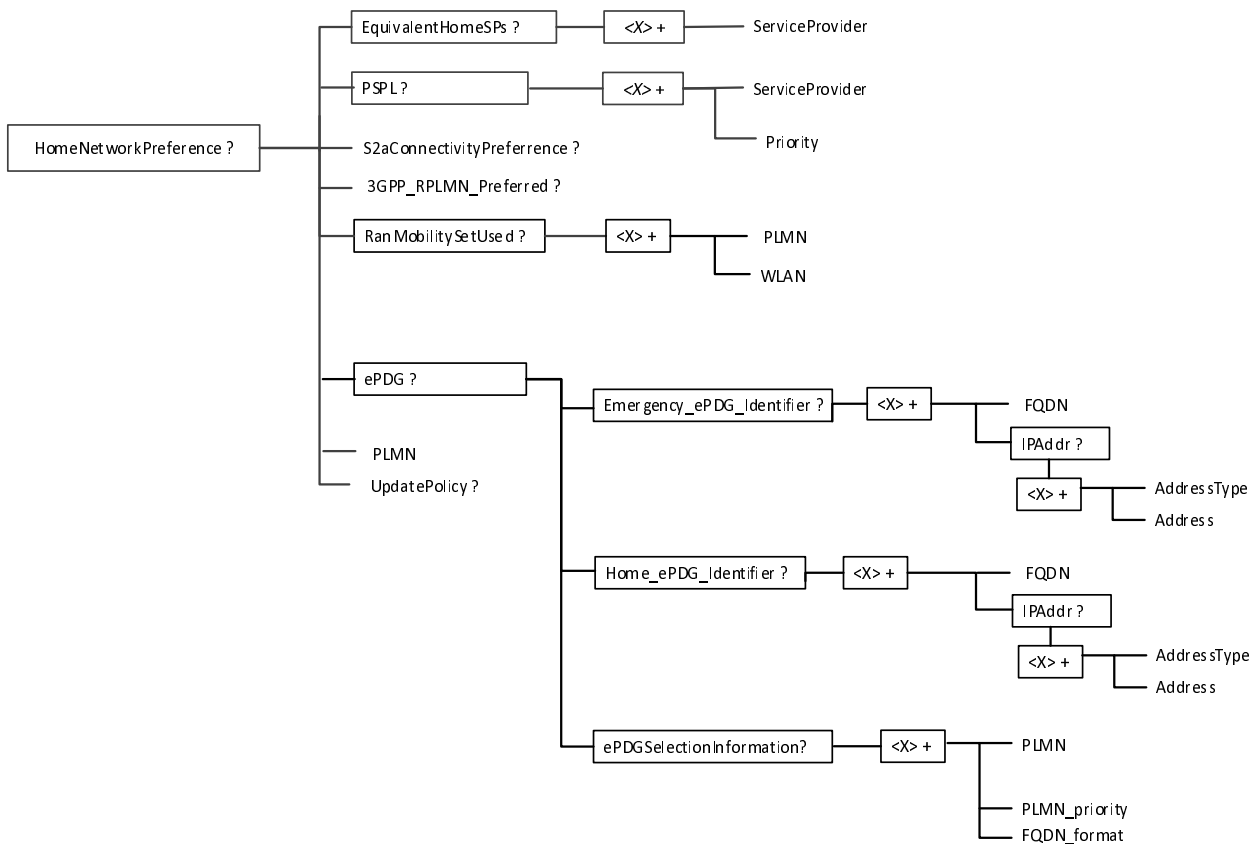 EquivalentHomeSPs ? <X> + ServiceProvider
PSPL ? <X> + ServiceProvider
Priority
HomeNetworkPreference ?
S2aConnectivityPreferrence ?
3GPP_RPLMN_Preferred ?
RanMobilitySetUsed ? <X> + PLMN
WLAN
ePDG ?
Emergency_ePDG_Identifier ? <X> + FQDN
IPAddr ?
PLMN
UpdatePolicy ?
<X> + AddressType
Address
Home_ePDG_Identifier ? <X> + FQDN
IPAddr ?
<X> + AddressType
Address
ePDGSelectionInformation? <X> + PLMN
PLMN_priority
FQDN_format